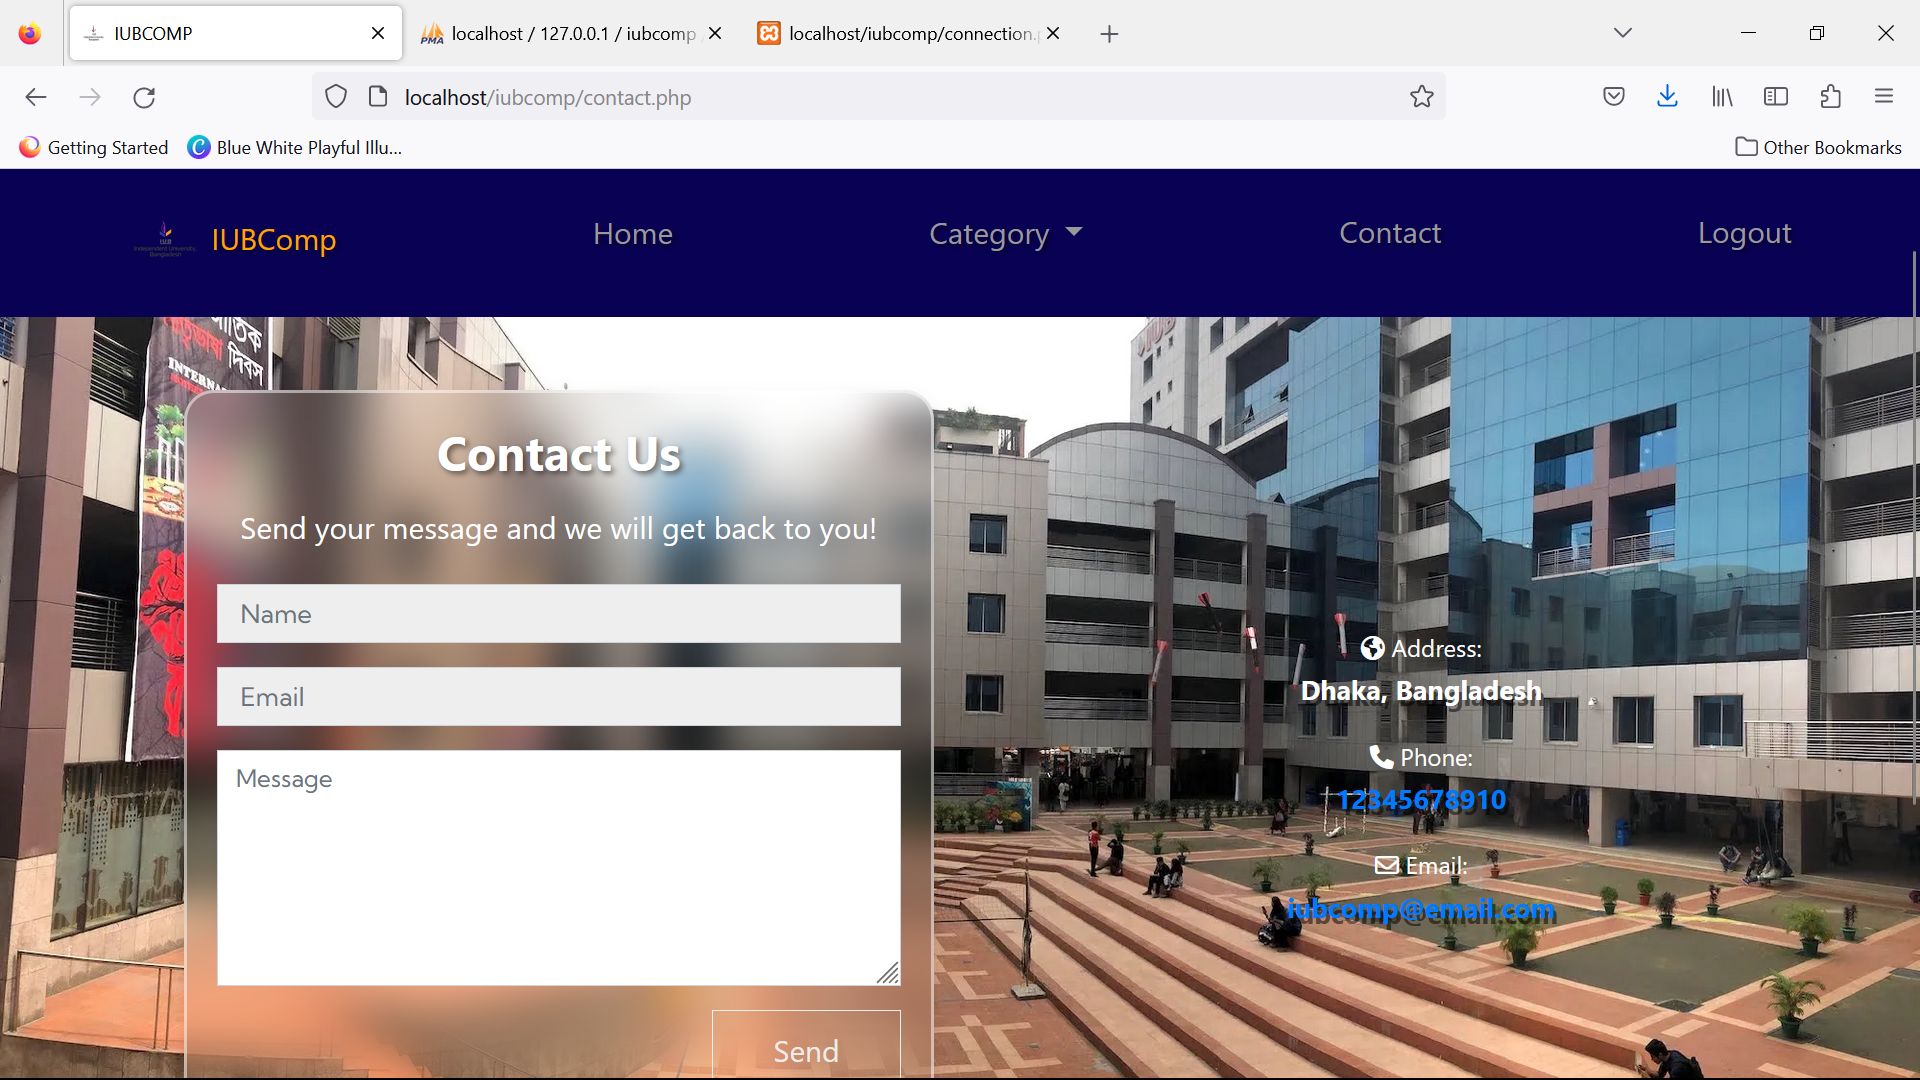 IUBCOMP
localhost / 127.0.0.1 / iubcomp
localhost/iubcomp/connection.
localhost/iubcomp/contact.php
Getting Started
Blue White Playful Illu...
Other Bookmarks
IUBComp
Home
Category
Contact
Logout
Contact Us
Send your message and we will get back to you!
Name
Email
Message
Send
Address:
Dhaka, Bangladesh
Phone:
12345678910
Email:
iubcomp@email.com
দিবস
IUB